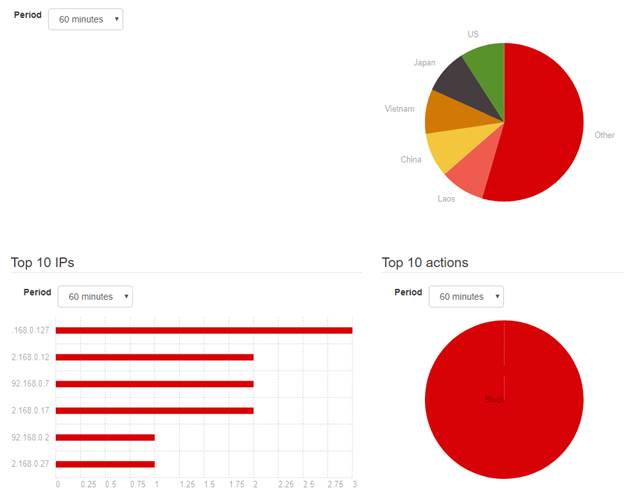 Period 60 minutes
US
Japan
Vietnam
Other
China
Laos
Top 10 IPs
Top 10 actions
Period 60 minutes
Period 60 minutes
.168.0.127
2.168.0.12
92.168.0.7
2.168.0.17
92.168.0.2
2.168.0.27
0 0.25 0.5 1 1.25 1.5 1.75 2 2.25 2.5 2.75 3
Block